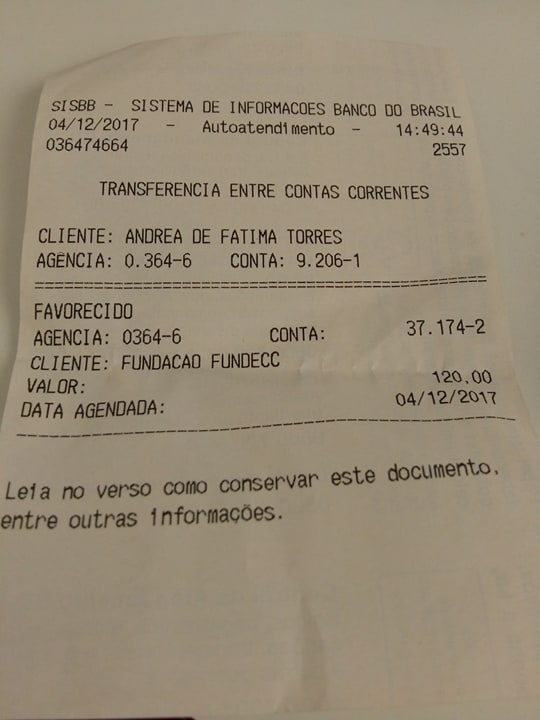 SISBB - SISTEMA DE INFORMACOES BANCO DO BRASIL
04/12/2017 - Autoatendimento - 14:49:44
036474664 2557
TRANSFERENCIA ENTRE CONTAS CORRENTES
CLIENTE: ANDREA DE FATIMA TORRES
AGENCIA: 0.364-6 CONTA: 9.206-1
================================================
FAVORECIDO
AGENCIA: 0364-6 CONTA: 37.174-2
CLIENTE: FUNDACAO FUNDECC
VALOR: 120,00
DATA AGENDADA: 04/12/2017
------------------------------------------------
Leia no verso como conservar este documento,
entre outras informações.